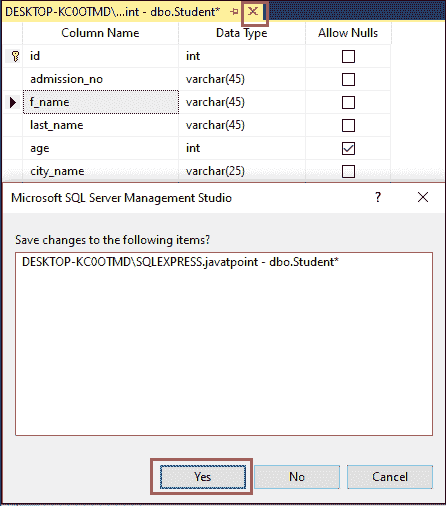 DESKTOP-KC0OTMD\...int - dbo.Student*
Column Name Data Type Allow Nulls
id int
admission_no varchar(45)
f_name varchar(45)
last_name varchar(45)
age int
city_name varchar(25)
Microsoft SQL Server Management Studio
Save changes to the following items?
DESKTOP-KC0OTMD\SQLEXPRESS.javatpoint - dbo.Student*
Yes No Cancel